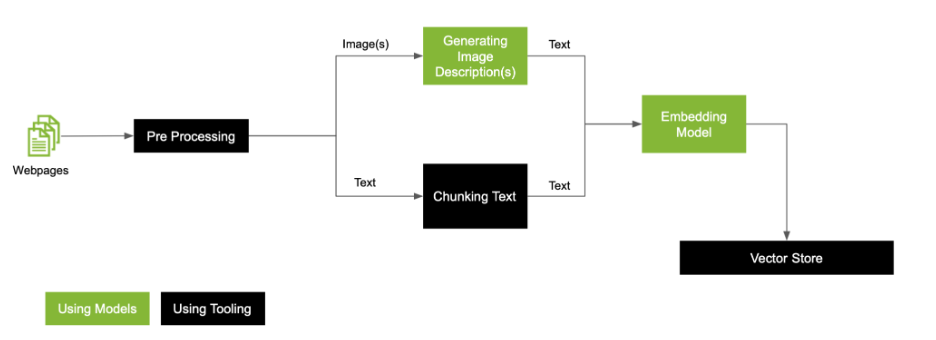 Image(s)
Generating
Image
Description(s)
Text
Embedding
Model
Pre Processing
Webpages
Text
Chunking Text
Text
Vector Store
Using Models
Using Tooling